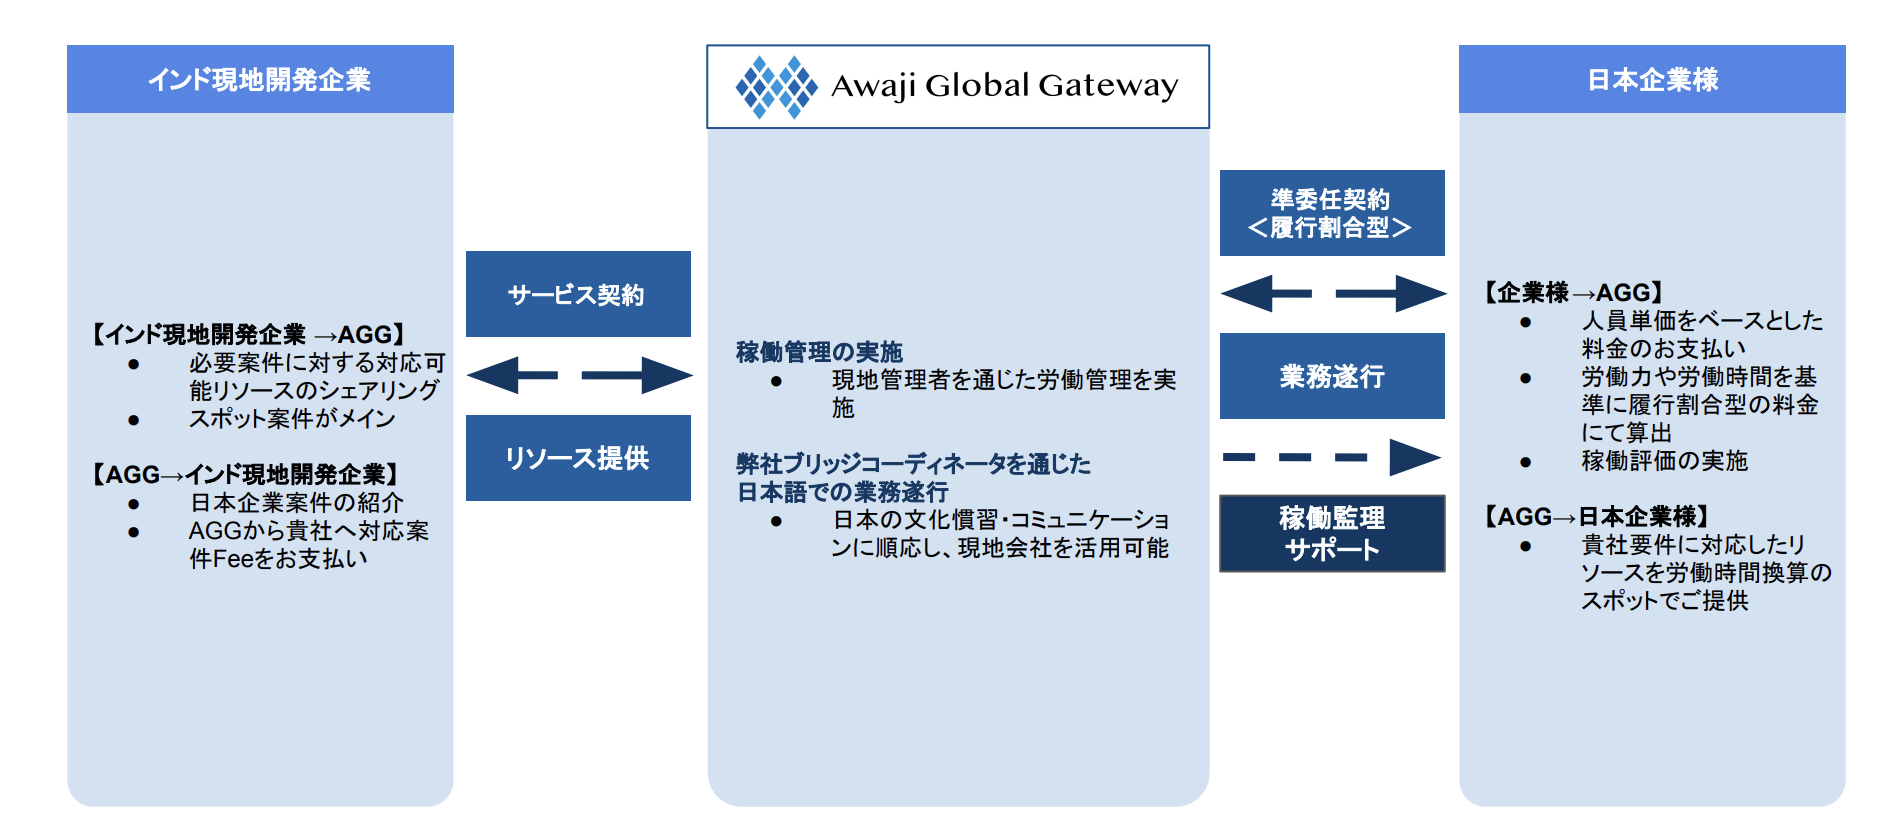 インド現地開発企業
【インド現地開発企業 →AGG】
● 必要案件に対する対応可
能リソースのシェアリング
● スポット案件がメイン
【AGG→インド現地開発企業】
● 日本企業案件の紹介
● AGGから貴社へ対応案
件Feeをお支払い
サービス契約
リソース提供
Awaji Global Gateway
稼働管理の実施
● 現地管理者を通じた労働管理を実
施
弊社ブリッジコーディネータを通じた
日本語での業務遂行
● 日本の文化慣習・コミュニケーショ
ンに順応し、現地会社を活用可能
準委任契約
＜履行割合型＞
業務遂行
稼働監理
サポート
日本企業様
【企業様→AGG】
● 人員単価をベースとした
料金のお支払い
● 労働力や労働時間を基
準に履行割合型の料金
にて算出
● 稼働評価の実施
【AGG→日本企業様】
● 貴社要件に対応したリ
ソースを労働時間換算の
スポットでご提供